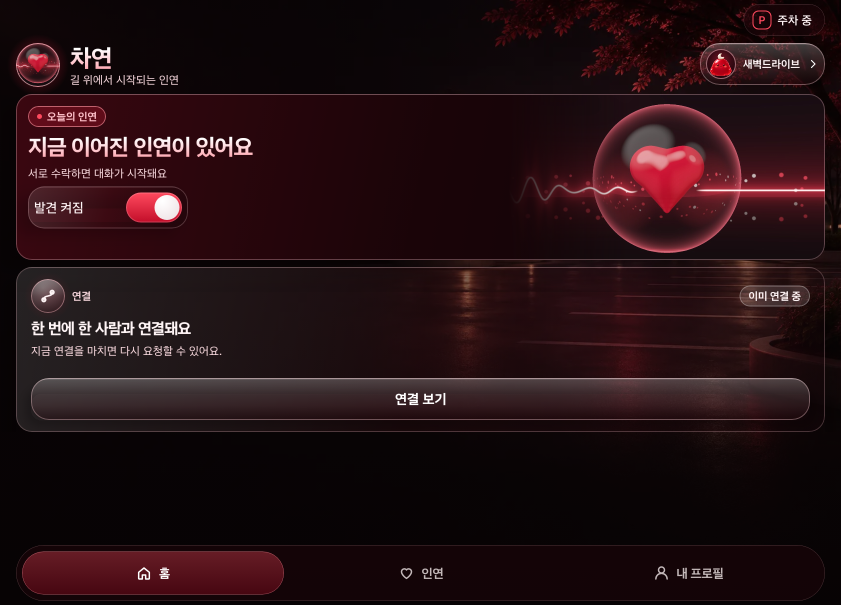 P 주차 중
차연
길 위에서 시작되는 인연
새벽드라이브
오늘의 인연
지금 이어진 인연이 있어요
서로 수락하면 대화가 시작돼요
발견 켜짐
연결
이미 연결 중
한 번에 한 사람과 연결돼요
지금 연결을 마치면 다시 요청할 수 있어요.
연결 보기
홈
인연
내 프로필